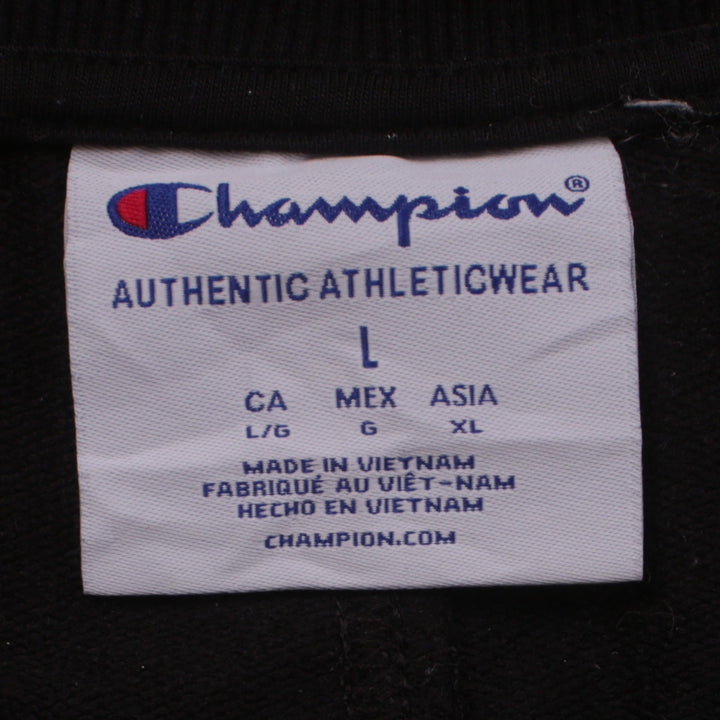 Champion®
AUTHENTIC ATHLETICWEAR
L
CA MEX ASIA
L/G G XL
MADE IN VIETNAM
FABRIQUÉ AU VIÊT-NAM
HECHO EN VIETNAM
CHAMPION.COM